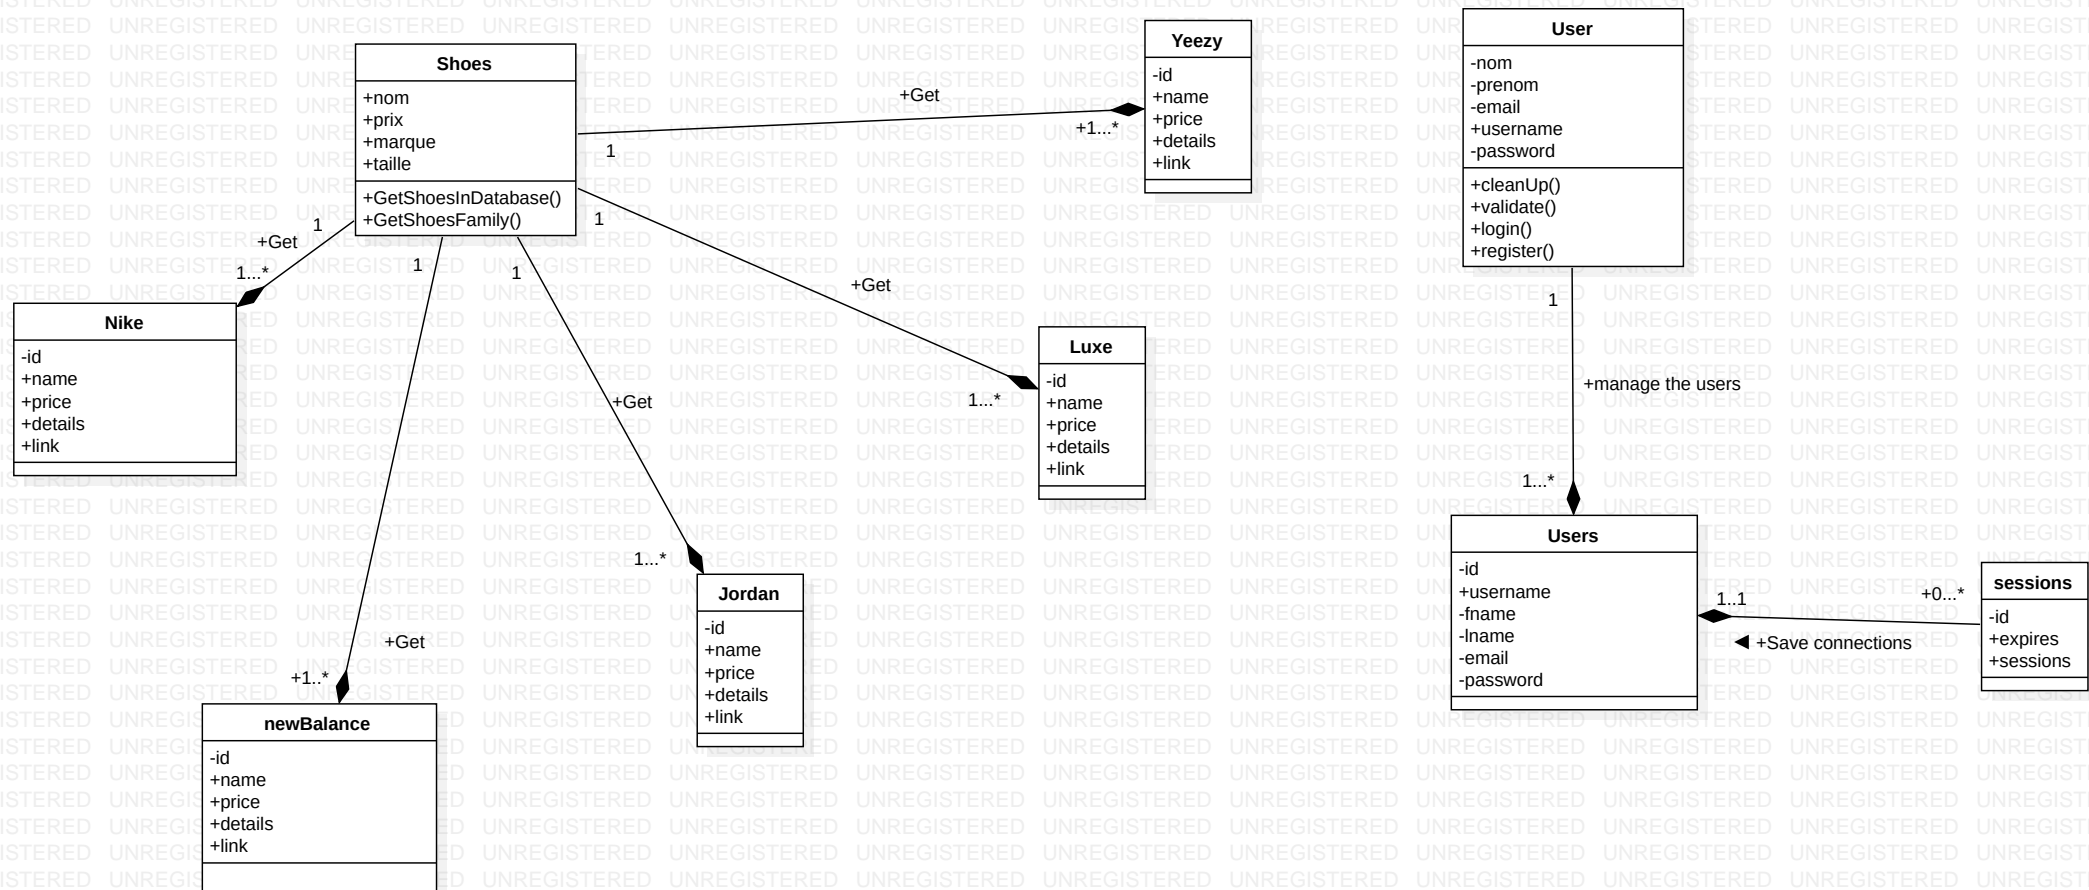 Shoes
+nom
+prix
+marque
+taille
+GetShoesInDatabase()
+GetShoesFamily()
+Get
1
+1...*
Yeezy
-id
+name
+price
+details
+link
User
-nom
-prenom
-email
+username
-password
+cleanUp()
+validate()
+login()
+register()
1
+Get
1...*
Nike
-id
+name
+price
+details
+link
1
+Get
+1..*
newBalance
-id
+name
+price
+details
+link
1
+Get
1...*
Jordan
-id
+name
+price
+details
+link
1
+Get
1...*
Luxe
-id
+name
+price
+details
+link
1
+manage the users
1...*
Users
-id
+username
-fname
-lname
-email
-password
1..1
+0...*
+Save connections
sessions
-id
+expires
+sessions
UNREGISTERED